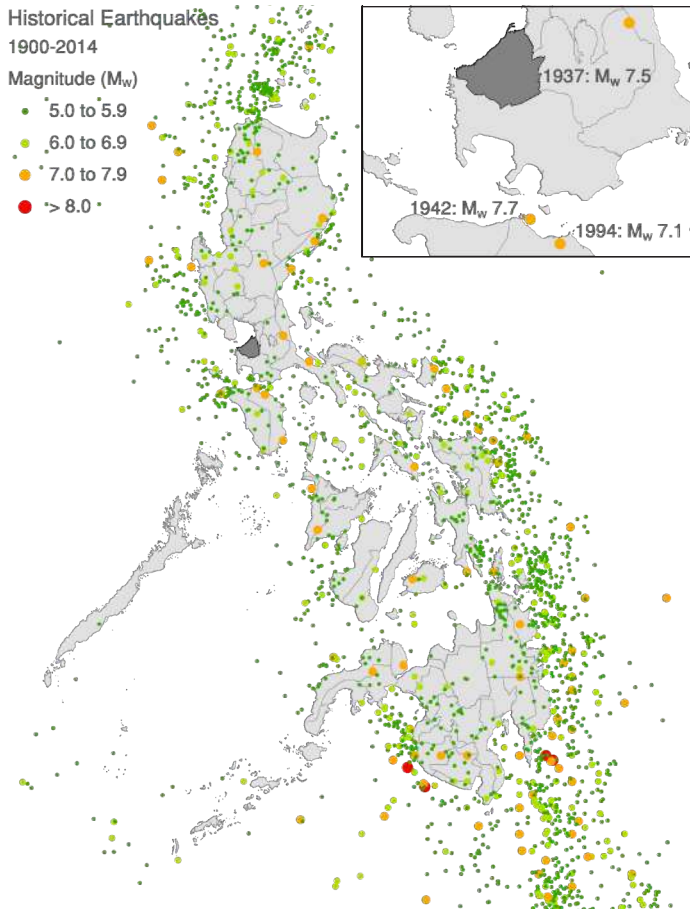 Historical Earthquakes
1900-2014
Magnitude (Mw)
5.0 to 5.9
6.0 to 6.9
7.0 to 7.9
> 8.0
1937: Mw 7.5
1942: Mw 7.7
1994: Mw 7.1